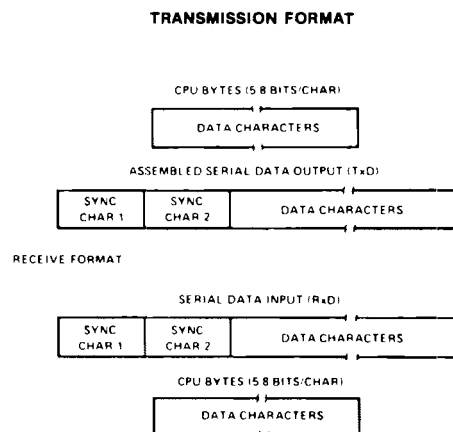 TRANSMISSION FORMAT
CPU BYTES (5 8 BITS/CHAR)
DATA CHARACTERS
ASSEMBLED SERIAL DATA OUTPUT (TxD)
SYNC CHAR 1
SYNC CHAR 2
DATA CHARACTERS
RECEIVE FORMAT
SERIAL DATA INPUT (RxD)
SYNC CHAR 1
SYNC CHAR 2
DATA CHARACTERS
CPU BYTES (5 8 BITS/CHAR)
DATA CHARACTERS